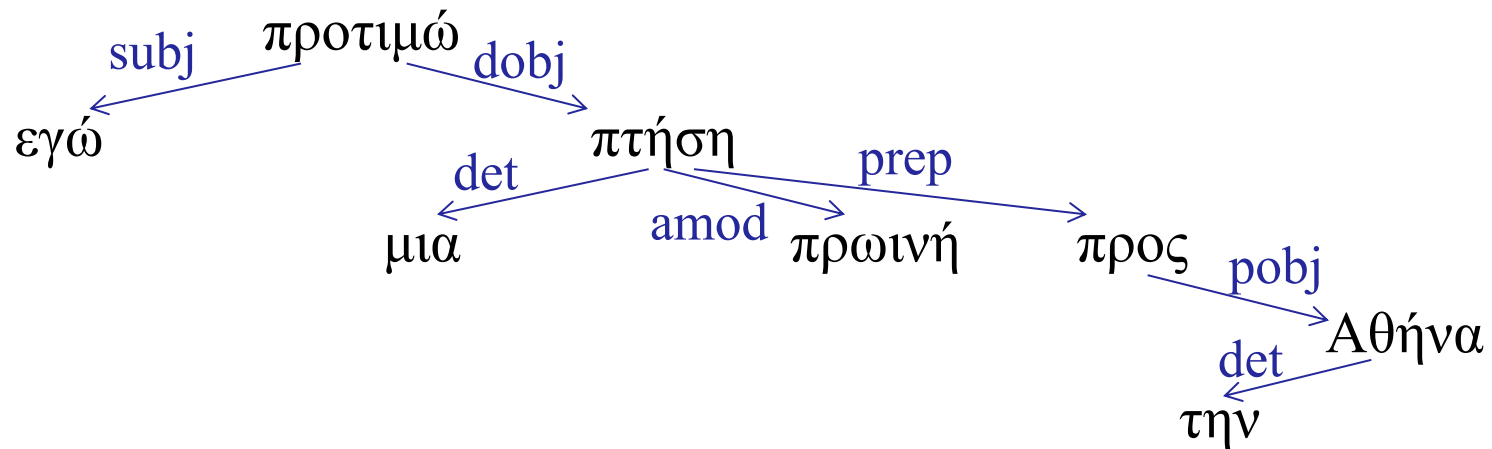 subj προτιμώ dobj
εγώ πτήση
det amod prep
μια πρωινή προς
pobj
Αθήνα
det
την